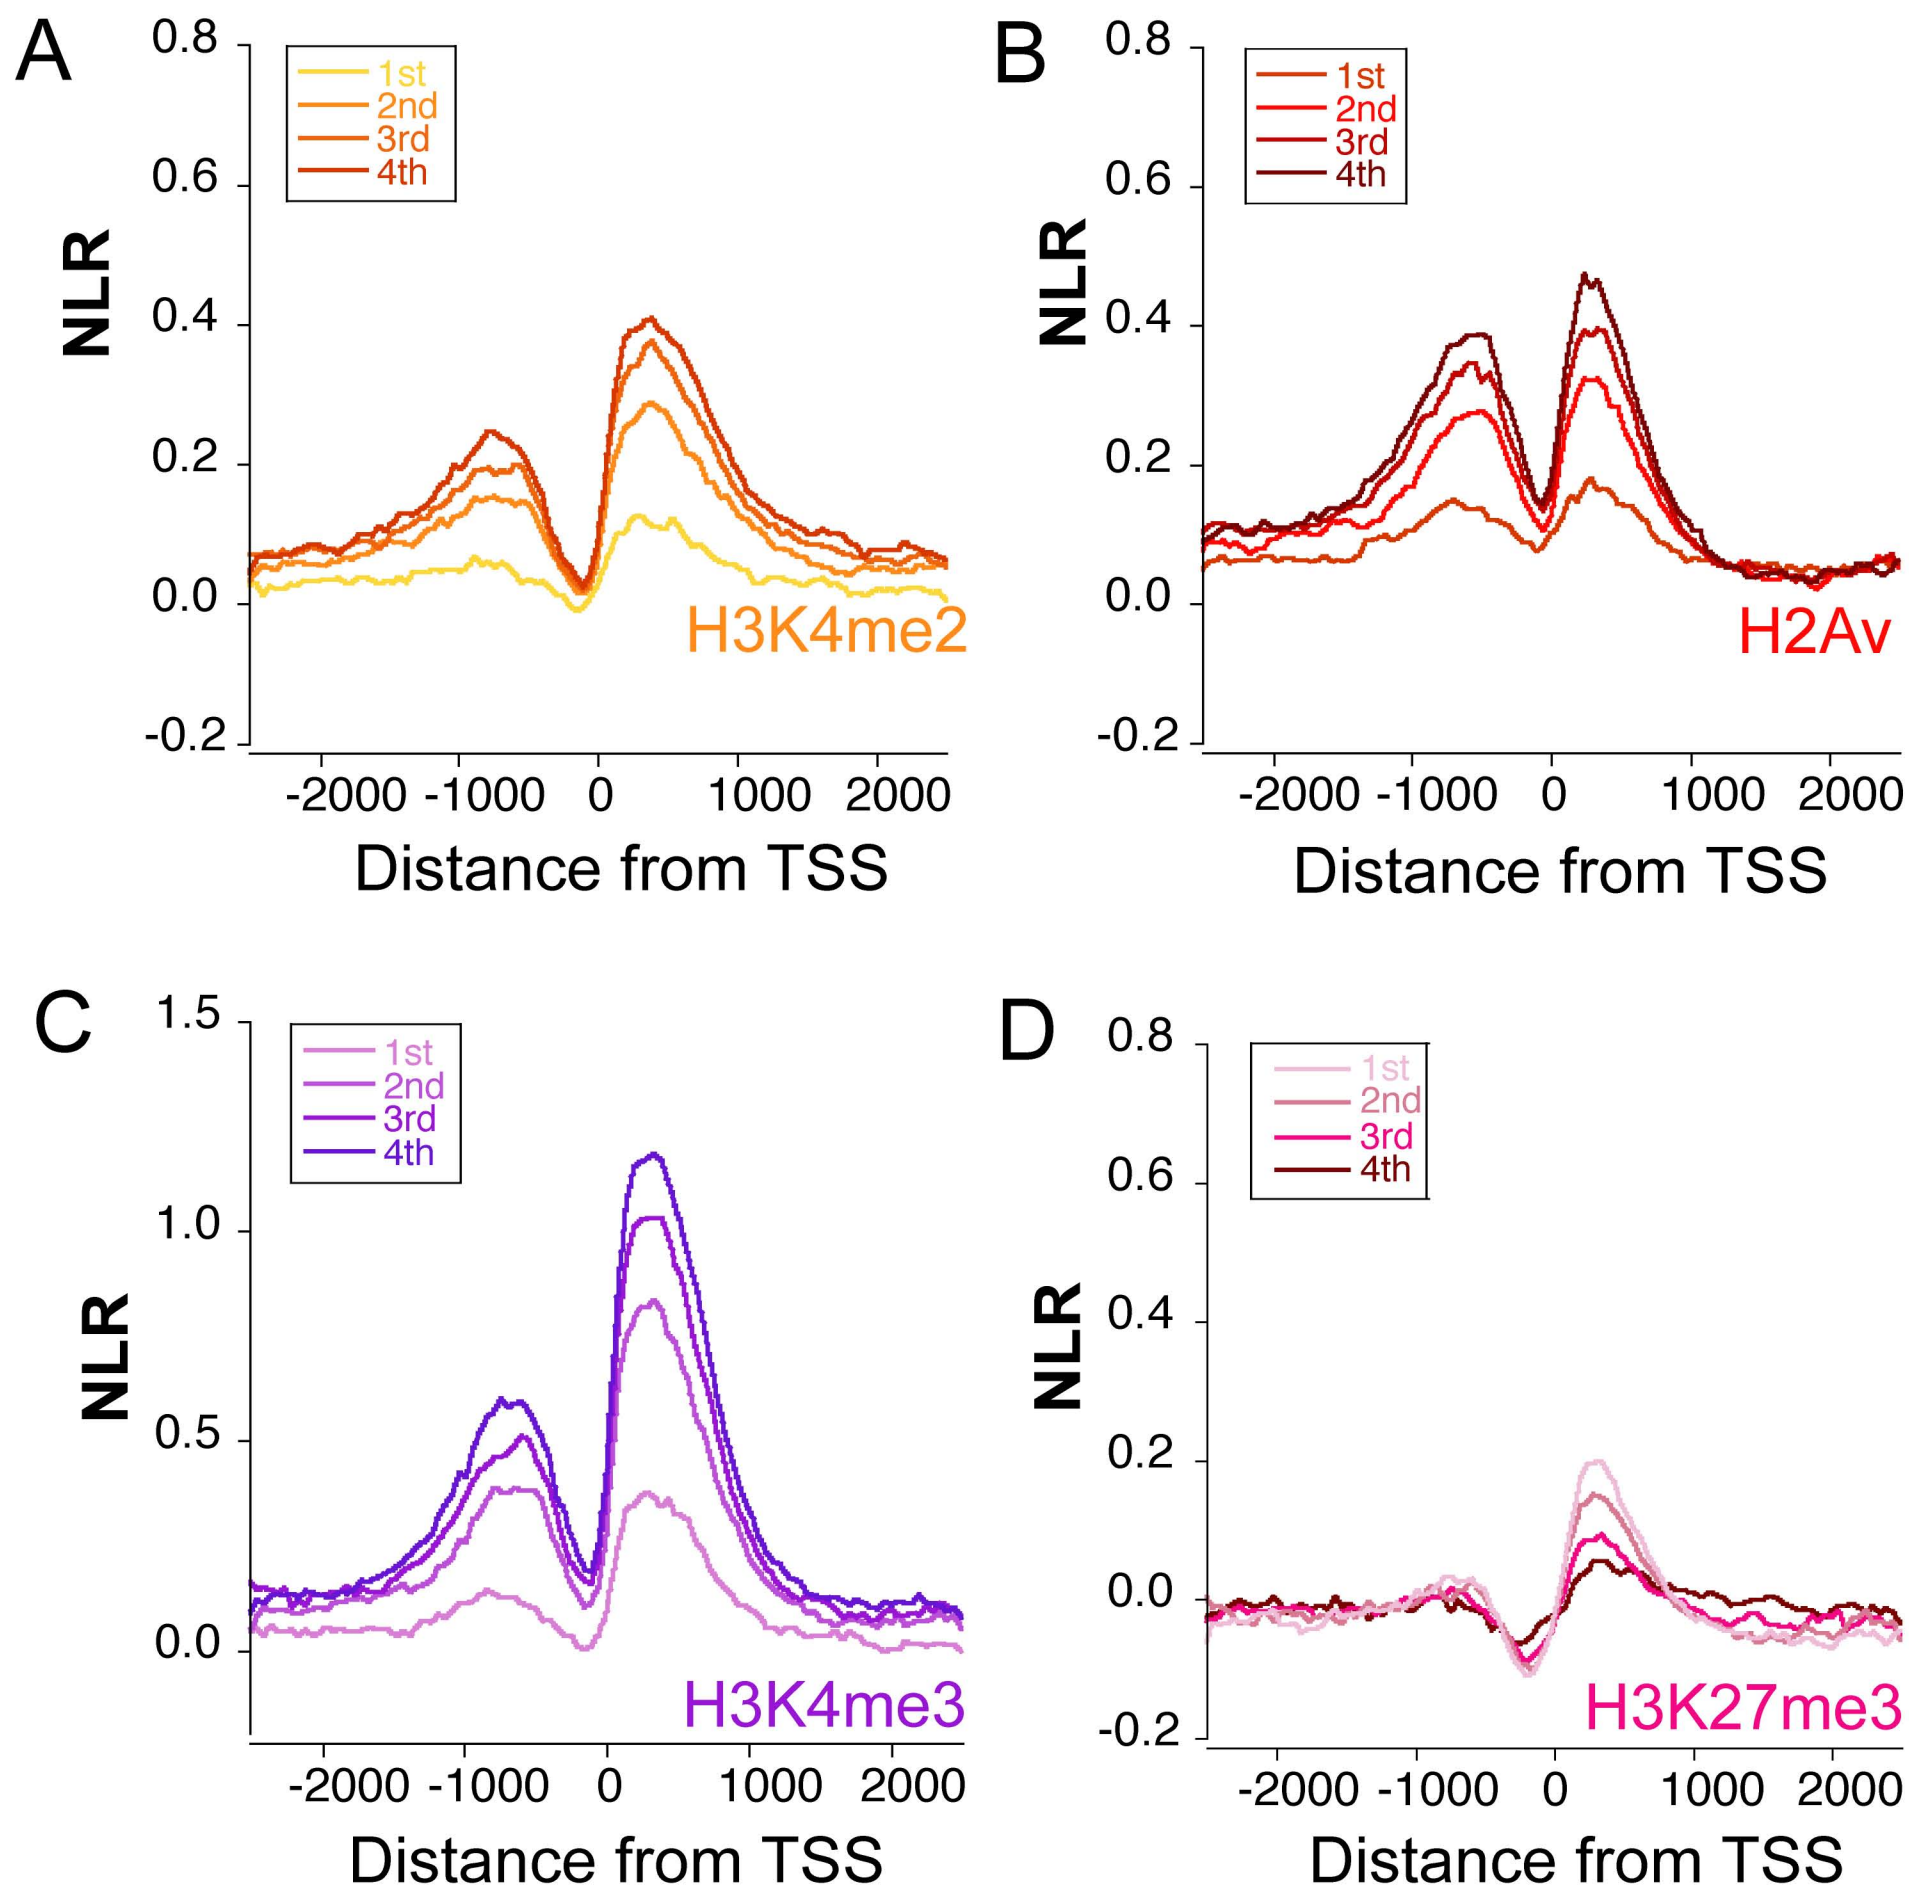 A
0.8
0.6
0.4
0.2
0.0
-0.2
NLR
1st
2nd
3rd
4th
H3K4me2
-2000 -1000 0 1000 2000
Distance from TSS
B
0.8
0.6
0.4
0.2
0.0
-0.2
NLR
1st
2nd
3rd
4th
H2Av
-2000 -1000 0 1000 2000
Distance from TSS
C
1.5
1.0
0.5
0.0
NLR
1st
2nd
3rd
4th
H3K4me3
-2000 -1000 0 1000 2000
Distance from TSS
D
0.8
0.6
0.4
0.2
0.0
-0.2
NLR
1st
2nd
3rd
4th
H3K27me3
-2000 -1000 0 1000 2000
Distance from TSS